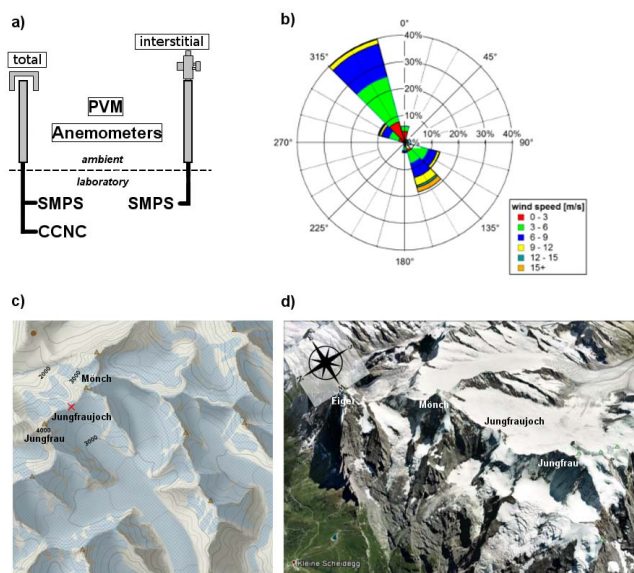 a)
total
interstitial
PVM
Anemometers
ambient
laboratory
SMPS
SMPS
CCNC
b)
0°
315°
45°
40%
30%
20%
10%
0%
10% 20% 30% 40%
270°
90°
225°
135°
180°
wind speed [m/s]
0 - 3
3 - 6
6 - 9
9 - 12
12 - 15
15+
c)
2000
3000
Mönch
Jungfraujoch
4000
Jungfrau
3000
d)
Eiger
Mönch
Jungfraujoch
Jungfrau
Kleine Scheidegg